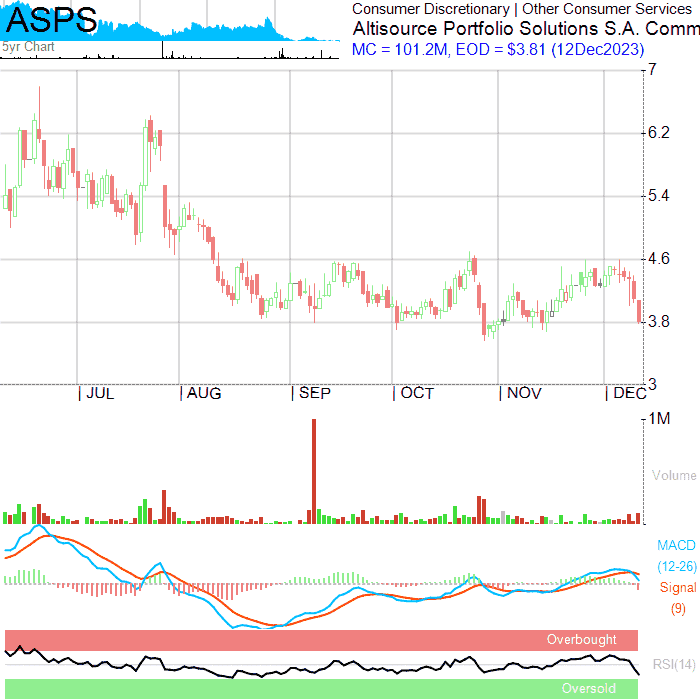 ASPS
5yr Chart
Consumer Discretionary | Other Consumer Services
Altisource Portfolio Solutions S.A. Comm
MC = 101.2M, EOD = $3.81 (12Dec2023)
7
6.2
5.4
4.6
3.8
3
| JUL | AUG | SEP | OCT | NOV | DEC
1M
Volume
MACD
(12-26)
Signal
(9)
Overbought
RSI(14)
Oversold